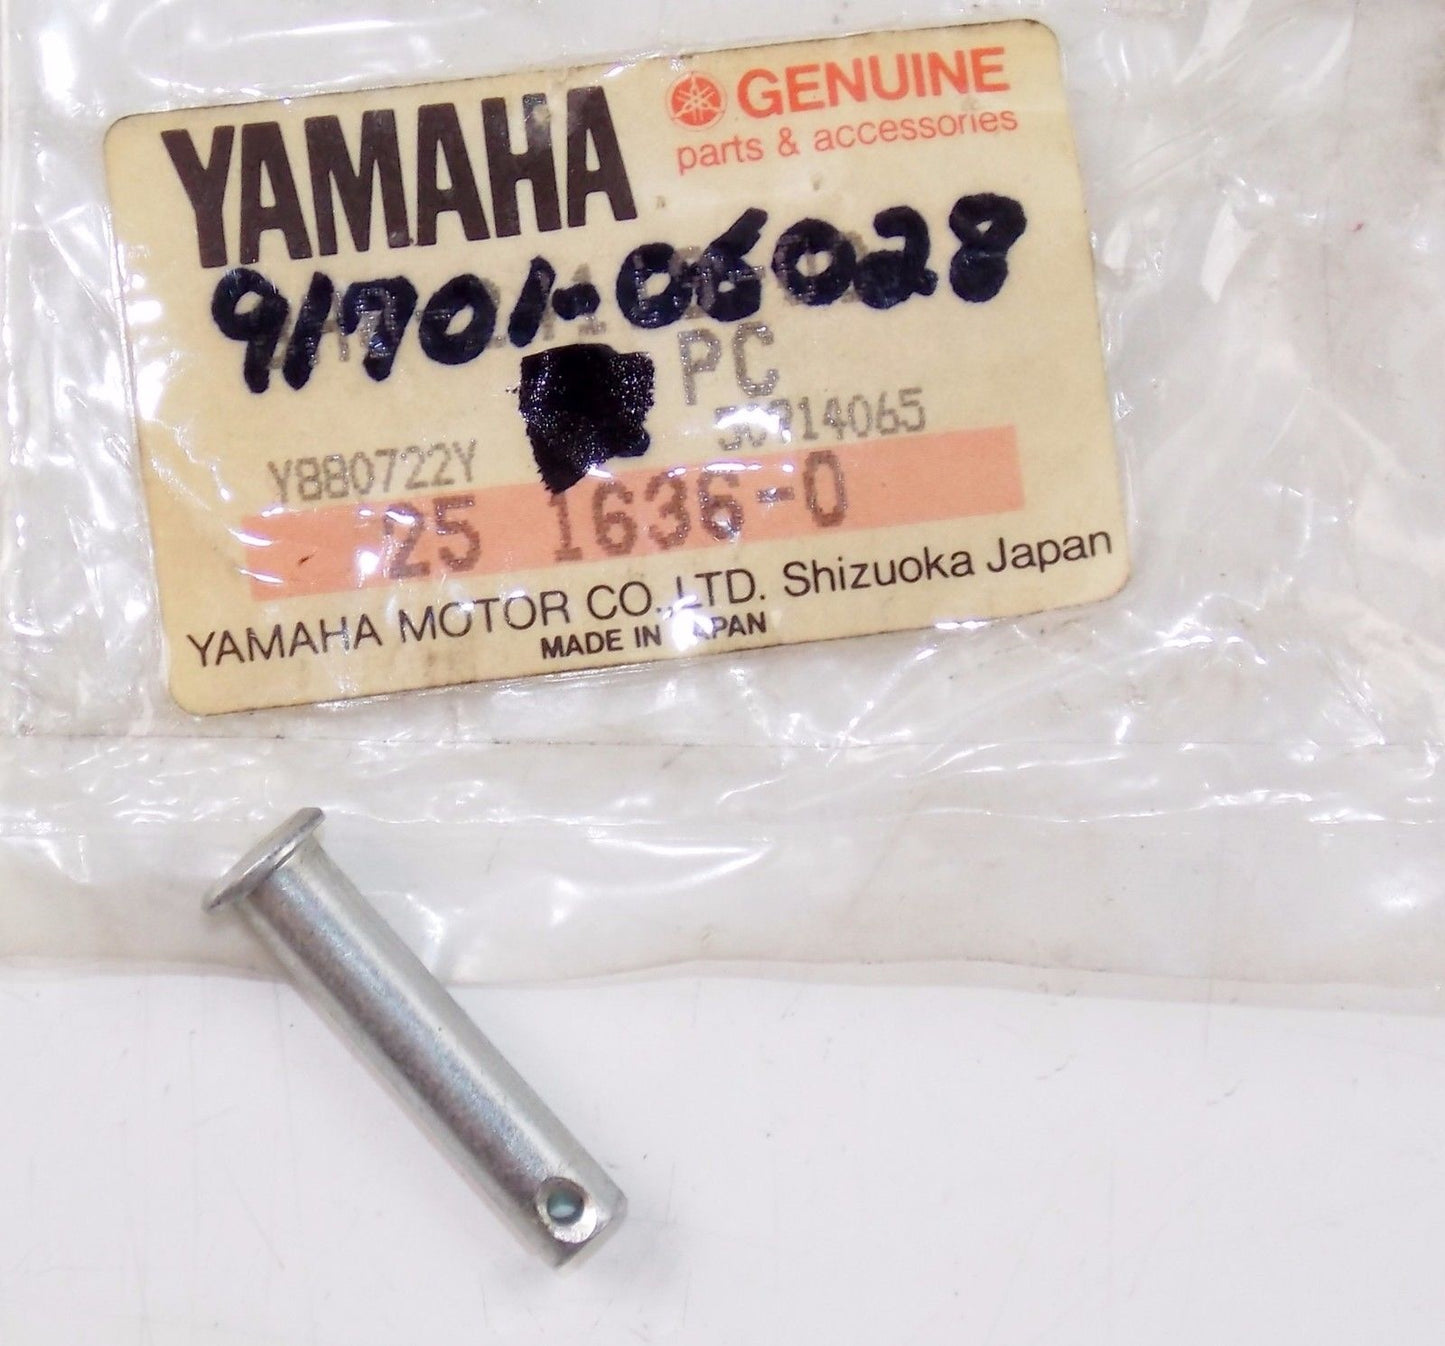 YAMAHA
GENUINE
parts & accessories
91701-06028
PC
Y880722Y
25 1636-0
YAMAHA MOTOR CO.,LTD. Shizuoka Japan
MADE IN